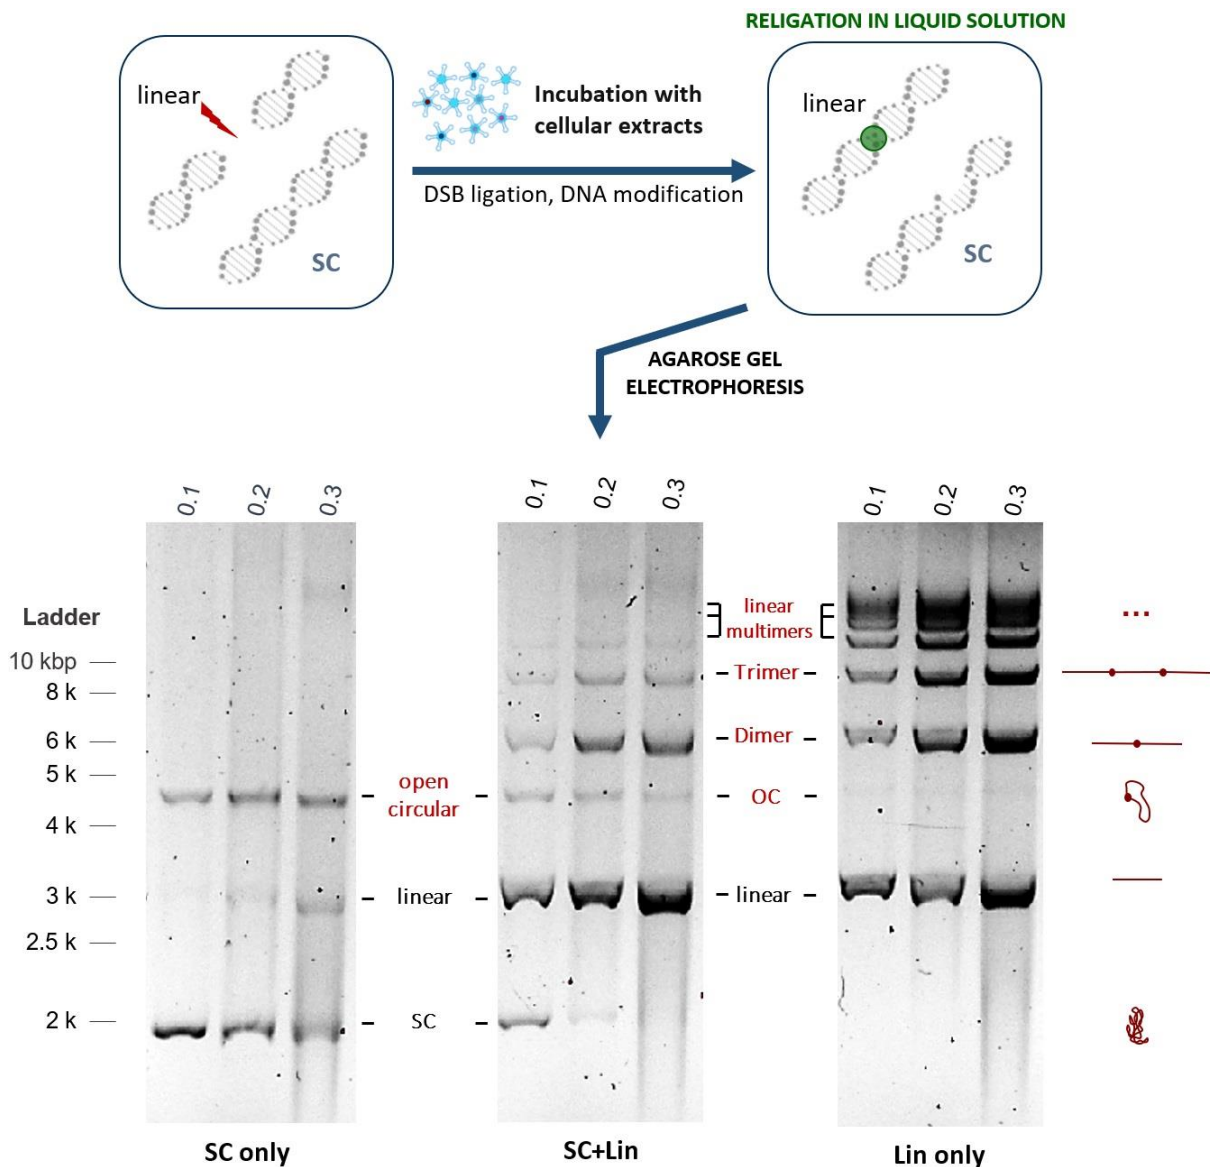 RELIGATION IN LIQUID SOLUTION
linear
SC
Incubation with
cellular extracts
DSB ligation, DNA modification
linear
SC
AGAROSE GEL
ELECTROPHORESIS
0.1 0.2 0.3
0.1 0.2 0.3
0.1 0.2 0.3
Ladder
10 kbp
8 k
6 k
5 k
4 k
3 k
2.5 k
2 k
open
circular
linear
SC
linear
multimers
Trimer
Dimer
OC
linear
...
SC only
SC+Lin
Lin only